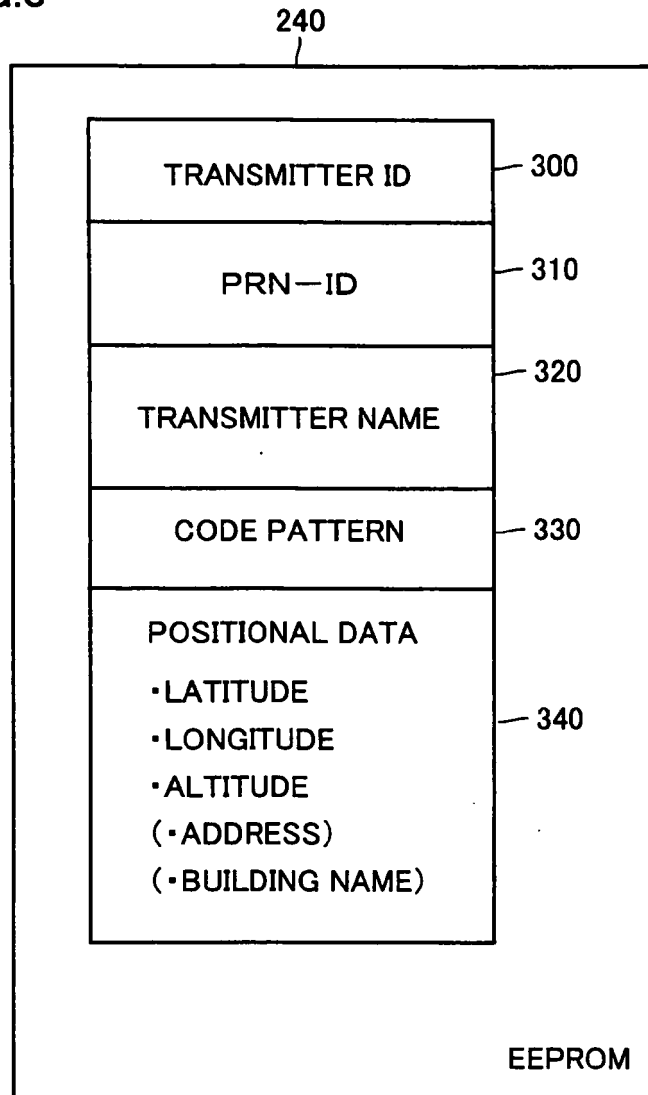 240
TRANSMITTER ID
300
PRN—ID
310
320
TRANSMITTER NAME
CODE PATTERN
330
POSITIONAL DATA
・LATITUDE
・LONGITUDE
340
・ALTITUDE
(・ADDRESS)
(・BUILDING NAME)
EEPROM